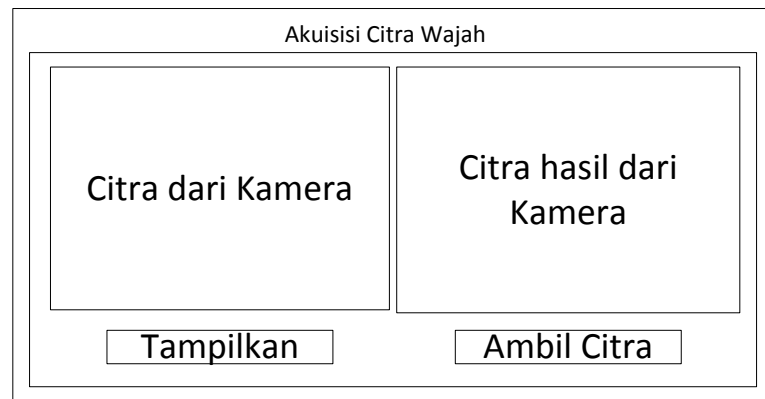 Akuisisi Citra Wajah
Citra dari Kamera
Citra hasil dari
Kamera
Tampilkan
Ambil Citra